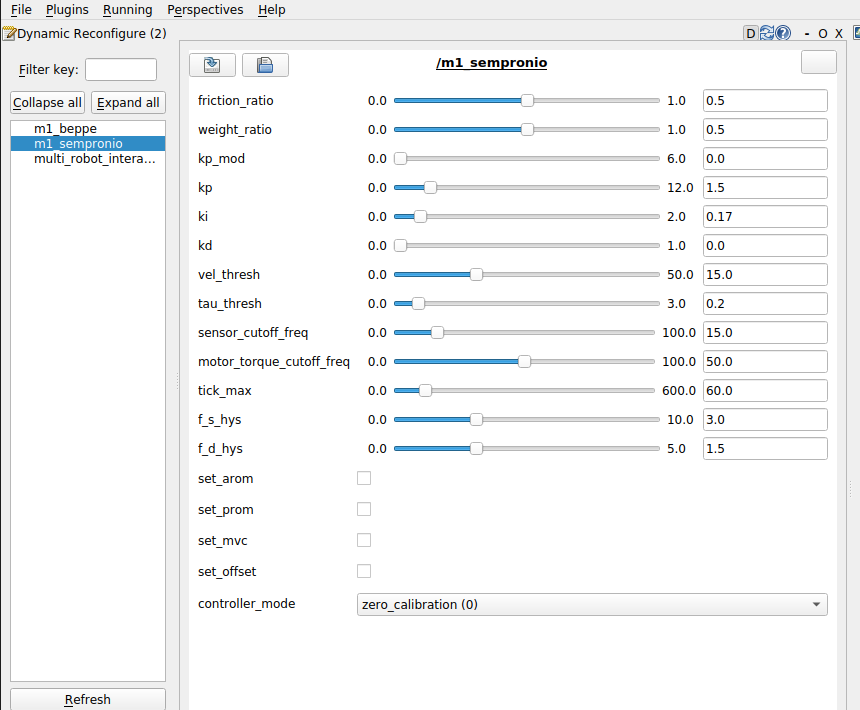 File Plugins Running Perspectives Help
Dynamic Reconfigure (2) D - O X
Filter key:
Collapse all Expand all
m1_beppe
m1_sempronio
multi_robot_intera...
Refresh
/m1_sempronio
friction_ratio 0.0 1.0 0.5
weight_ratio 0.0 1.0 0.5
kp_mod 0.0 6.0 0.0
kp 0.0 12.0 1.5
ki 0.0 2.0 0.17
kd 0.0 1.0 0.0
vel_thresh 0.0 50.0 15.0
tau_thresh 0.0 3.0 0.2
sensor_cutoff_freq 0.0 100.0 15.0
motor_torque_cutoff_freq 0.0 100.0 50.0
tick_max 0.0 600.0 60.0
f_s_hys 0.0 10.0 3.0
f_d_hys 0.0 5.0 1.5
set_arom
set_prom
set_mvc
set_offset
controller_mode zero_calibration (0)